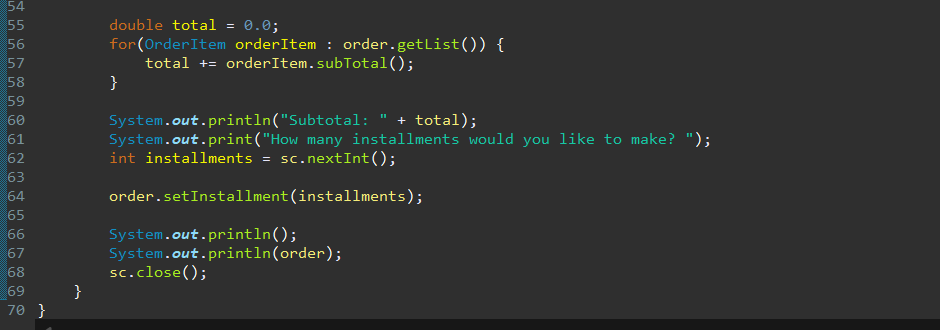 54
55 double total = 0.0;
56 for(OrderItem orderItem : order.getList()) {
57 total += orderItem.subTotal();
58 }
59
60 System.out.println("Subtotal: " + total);
61 System.out.print("How many installments would you like to make? ");
62 int installments = sc.nextInt();
63
64 order.setInstallment(installments);
65
66 System.out.println();
67 System.out.println(order);
68 sc.close();
69 }
70 }